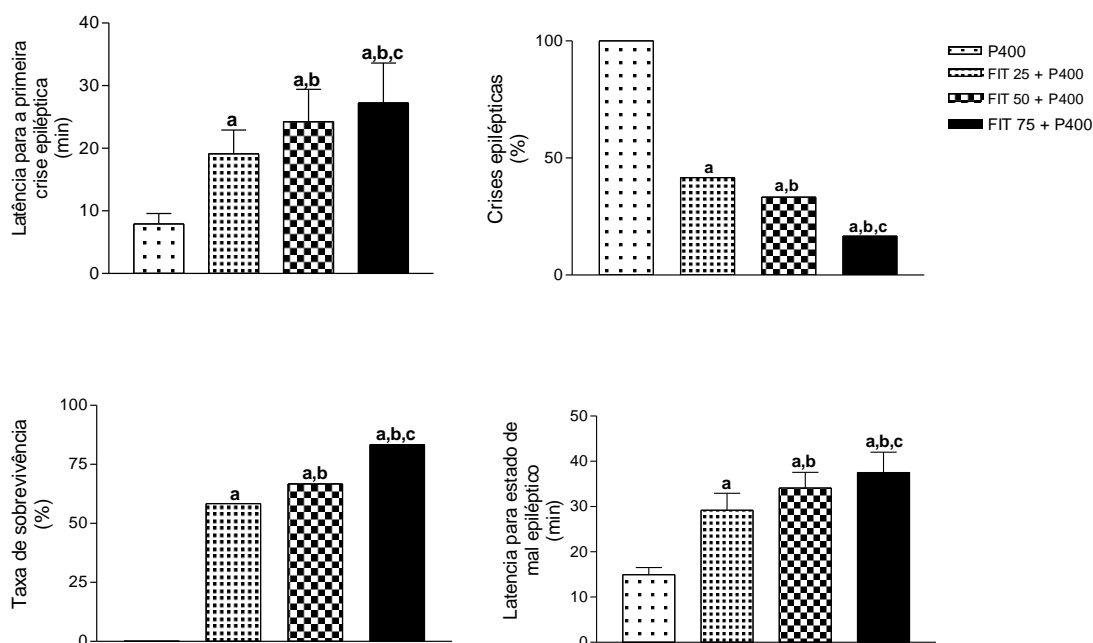 Latência para a primeira
crise epiléptica
(min)
40
30
20
10
0
a
a,b
a,b,c
Crises epilépticas
(%)
100
50
0
a
a,b
a,b,c
P400
FIT 25 + P400
FIT 50 + P400
FIT 75 + P400
Taxa de sobrevivência
(%)
100
75
50
25
0
a
a,b
a,b,c
Latencia para estado de
mal epiléptico
(min)
50
40
30
20
10
0
a
a,b
a,b,c